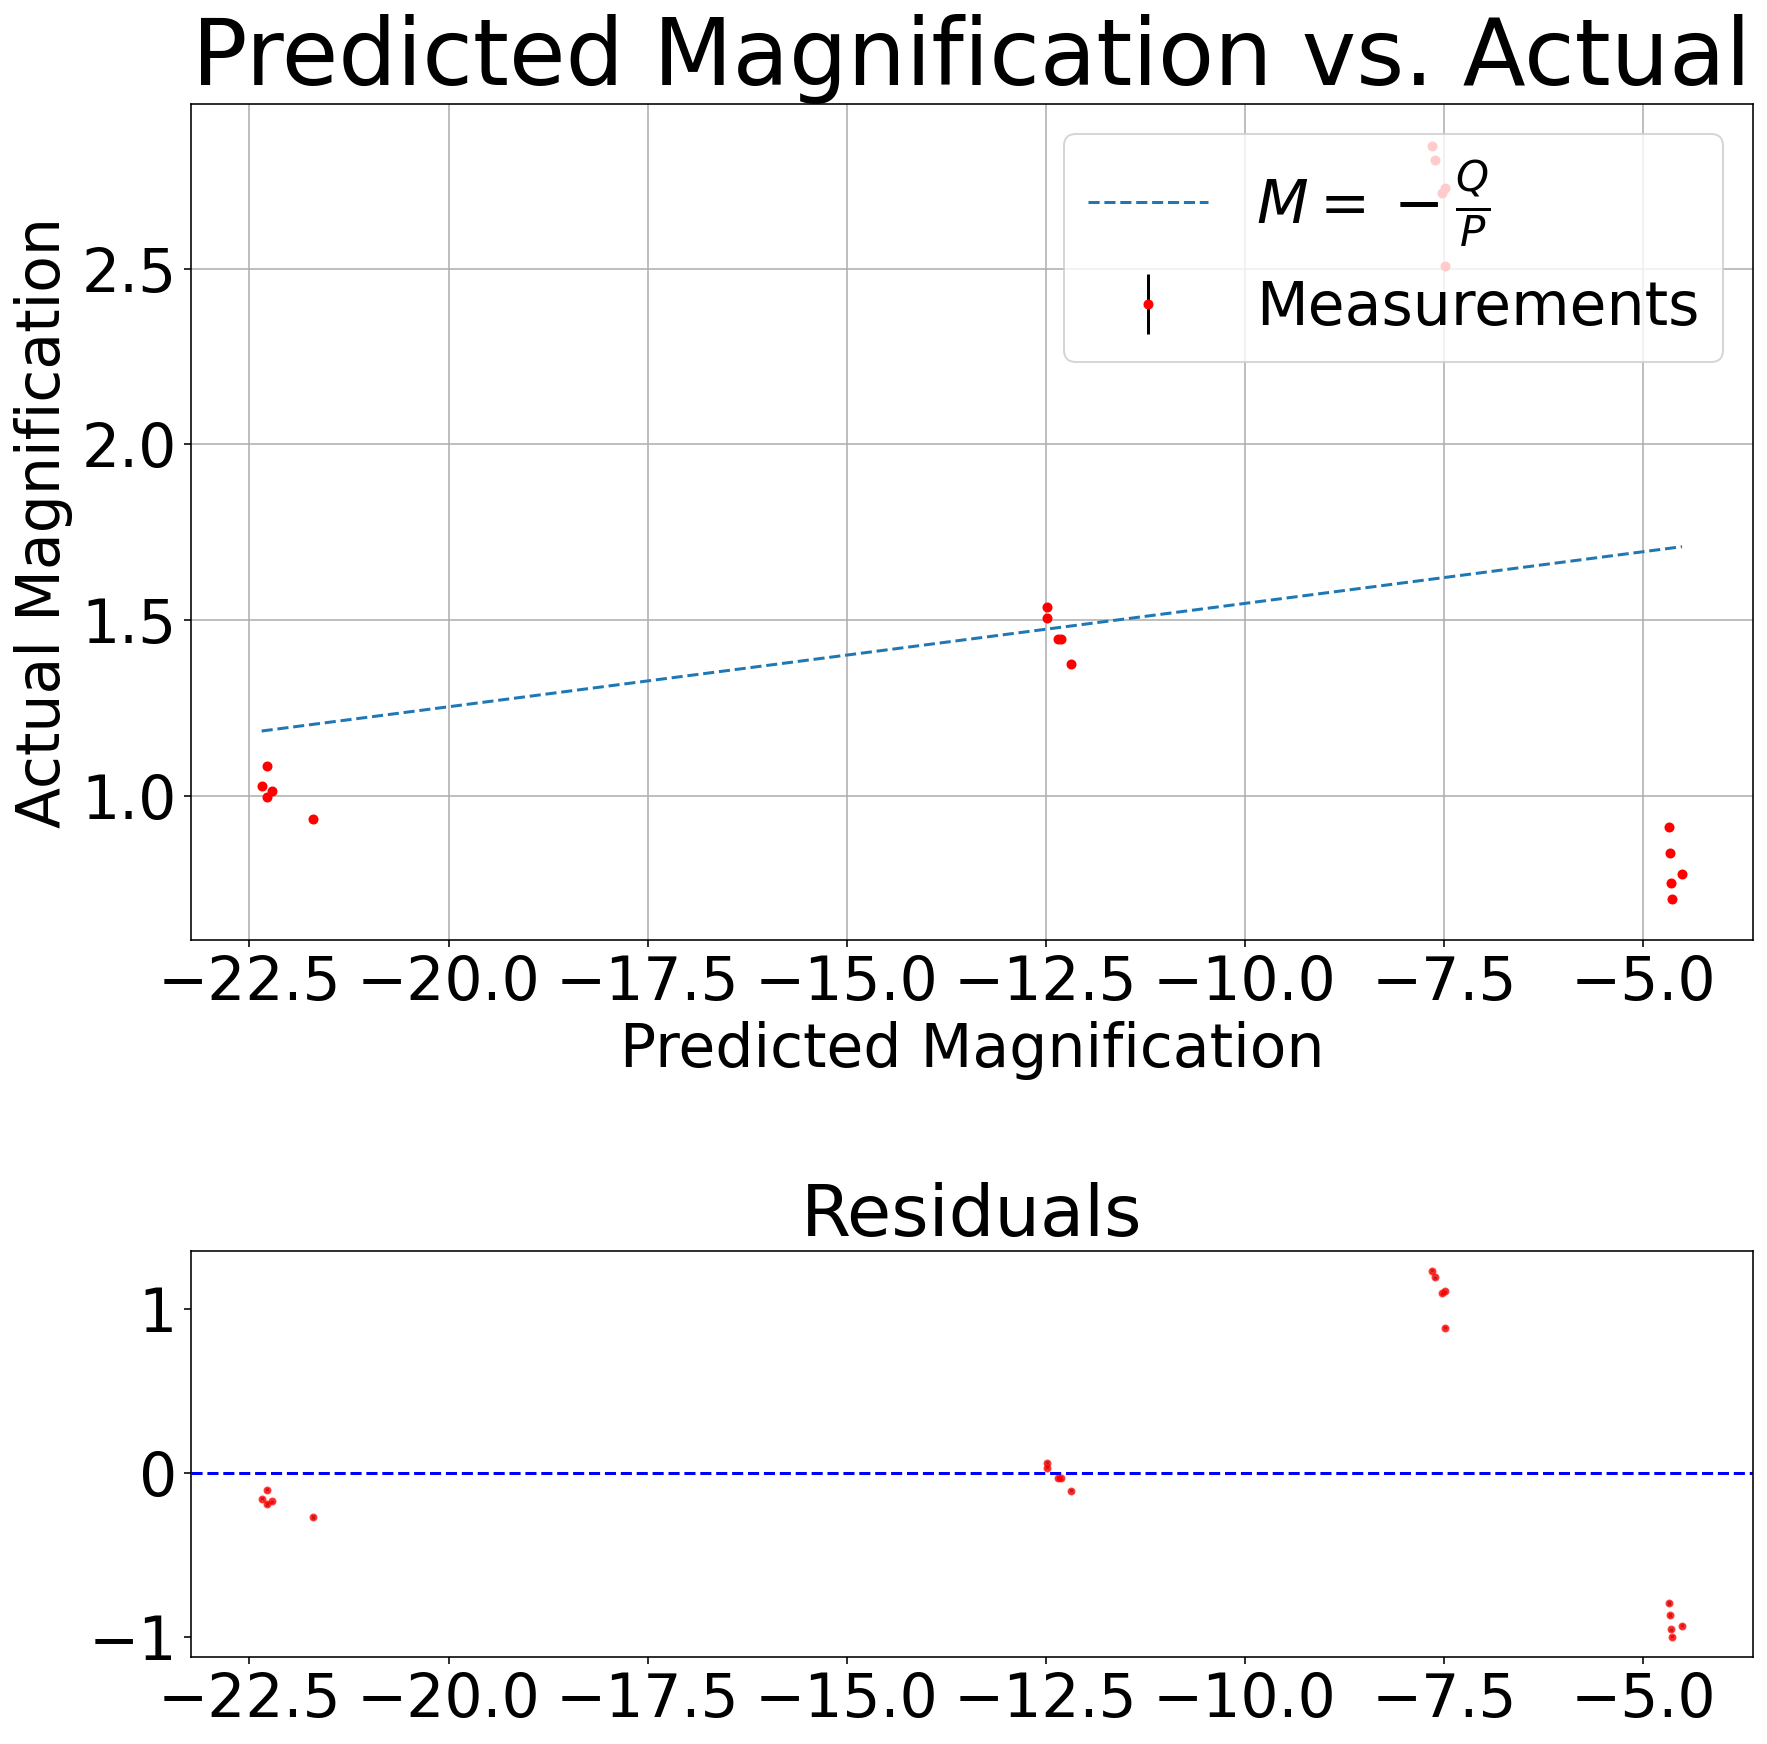 Predicted Magnification vs. Actual
Actual Magnification
2.5
2.0
1.5
1.0
M = −Q/P
Measurements
−22.5 −20.0 −17.5 −15.0 −12.5 −10.0 −7.5 −5.0
Predicted Magnification
Residuals
1
0
−1
−22.5 −20.0 −17.5 −15.0 −12.5 −10.0 −7.5 −5.0